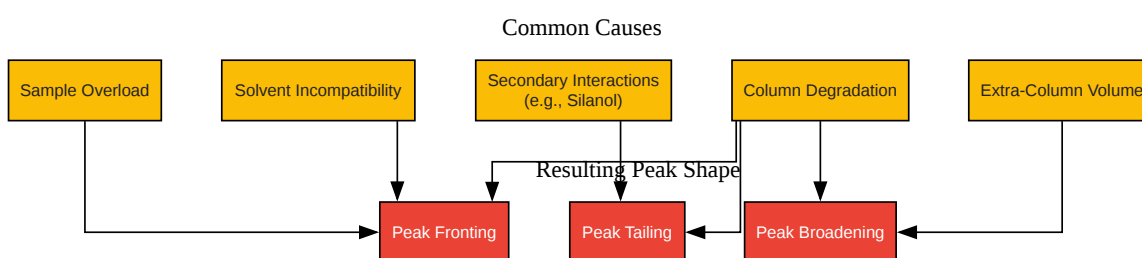 Common Causes
Sample Overload
Solvent Incompatibility
Secondary Interactions
(e.g., Silanol)
Column Degradation
Extra-Column Volume
Resulting Peak Shape
Peak Fronting
Peak Tailing
Peak Broadening